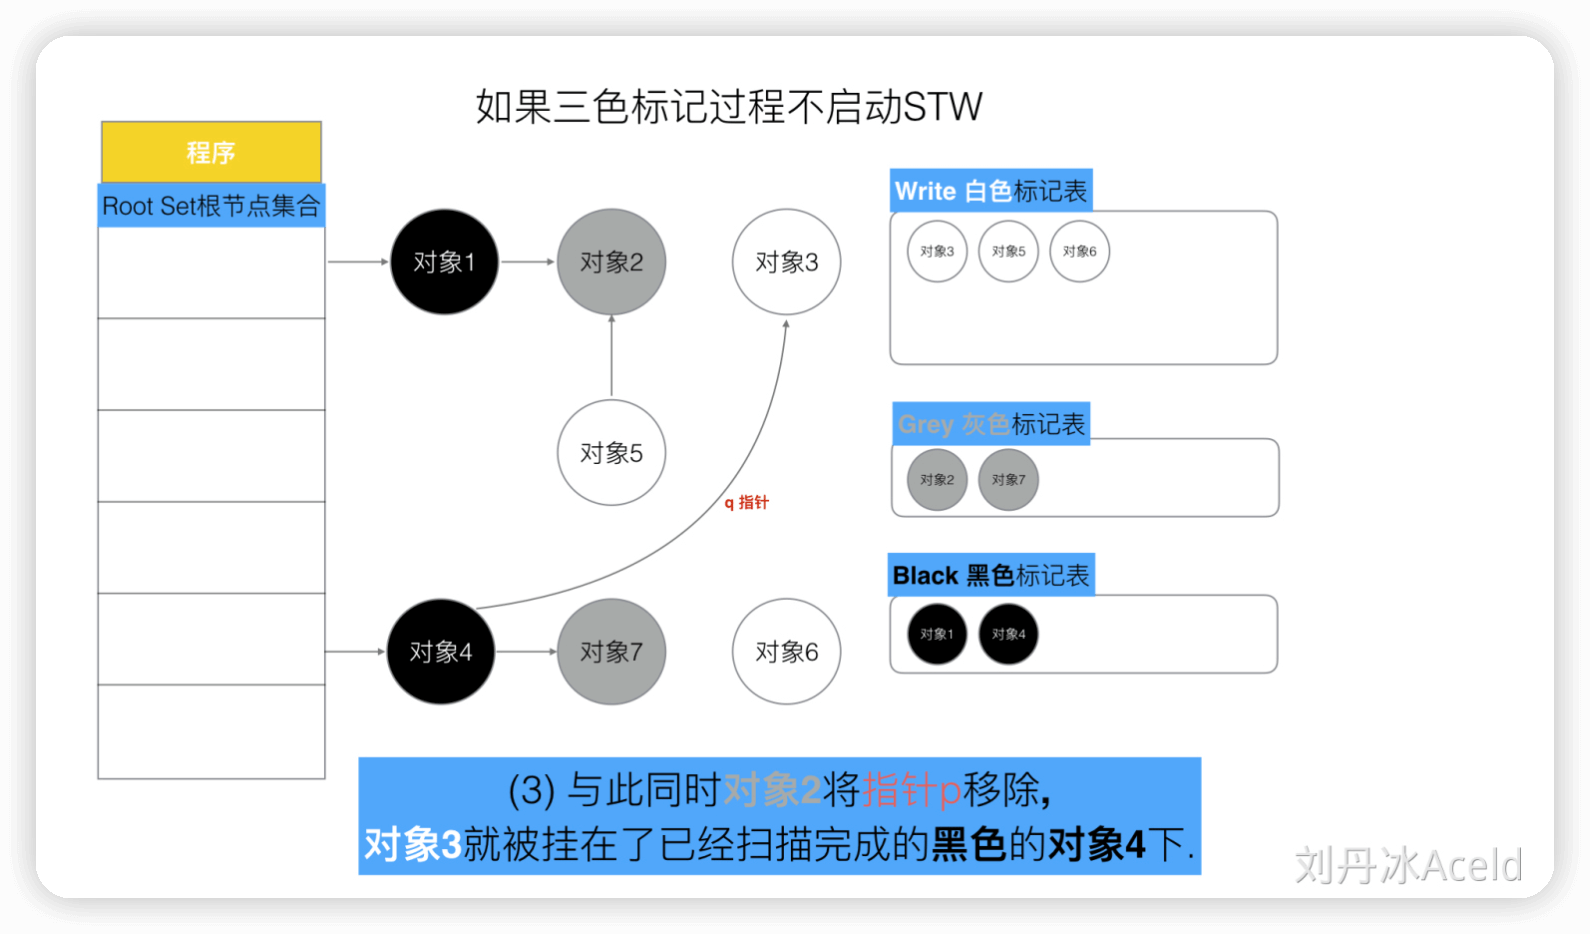 如果三色标记过程不启动STW
程序
Root Set根节点集合
对象1
对象2
对象3
对象5
q 指针
对象4
对象7
对象6
Write 白色标记表
对象3 对象5 对象6
Grey 灰色标记表
对象2 对象7
Black 黑色标记表
对象1 对象4
(3) 与此同时对象2将指针p移除,
对象3就被挂在了已经扫描完成的黑色的对象4下.
刘丹冰Aceld